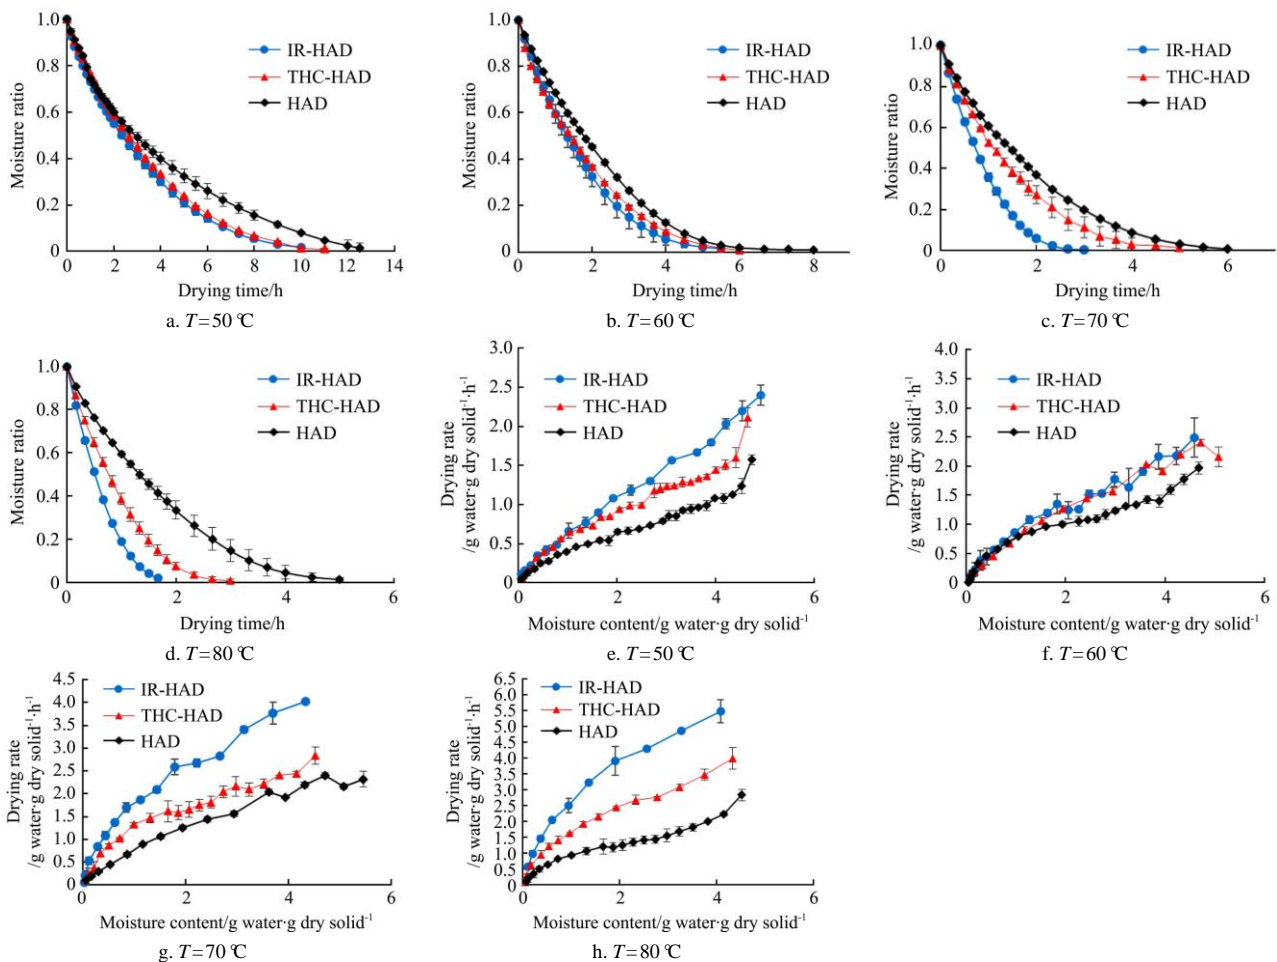 1.0
0.8
0.6
0.4
0.2
0
Moisture ratio
IR-HAD
THC-HAD
HAD
0 2 4 6 8 10 12 14
Drying time/h
a. T=50 ℃
1.0
0.8
0.6
0.4
0.2
0
Moisture ratio
IR-HAD
THC-HAD
HAD
0 2 4 6 8
Drying time/h
b. T=60 ℃
1.0
0.8
0.6
0.4
0.2
0
Moisture ratio
IR-HAD
THC-HAD
HAD
0 2 4 6
Drying time/h
c. T=70 ℃
1.0
0.8
0.6
0.4
0.2
0
Moisture ratio
IR-HAD
THC-HAD
HAD
0 2 4 6
Drying time/h
d. T=80 ℃
3.0
2.5
2.0
1.5
1.0
0.5
0
Drying rate
/g water·g dry solid⁻¹·h⁻¹
IR-HAD
THC-HAD
HAD
0 2 4 6
Moisture content/g water·g dry solid⁻¹
e. T=50 ℃
4.0
3.5
3.0
2.5
2.0
1.5
1.0
0.5
0
Drying rate
/g water·g dry solid⁻¹·h⁻¹
IR-HAD
THC-HAD
HAD
0 2 4 6
Moisture content/g water·g dry solid⁻¹
f. T=60 ℃
4.5
4.0
3.5
3.0
2.5
2.0
1.5
1.0
0.5
0
Drying rate
/g water·g dry solid⁻¹·h⁻¹
IR-HAD
THC-HAD
HAD
0 2 4 6
Moisture content/g water·g dry solid⁻¹
g. T=70 ℃
6.5
6.0
5.5
5.0
4.5
4.0
3.5
3.0
2.5
2.0
1.5
1.0
0.5
0
Drying rate
/g water·g dry solid⁻¹·h⁻¹
IR-HAD
THC-HAD
HAD
0 2 4 6
Moisture content/g water·g dry solid⁻¹
h. T=80 ℃